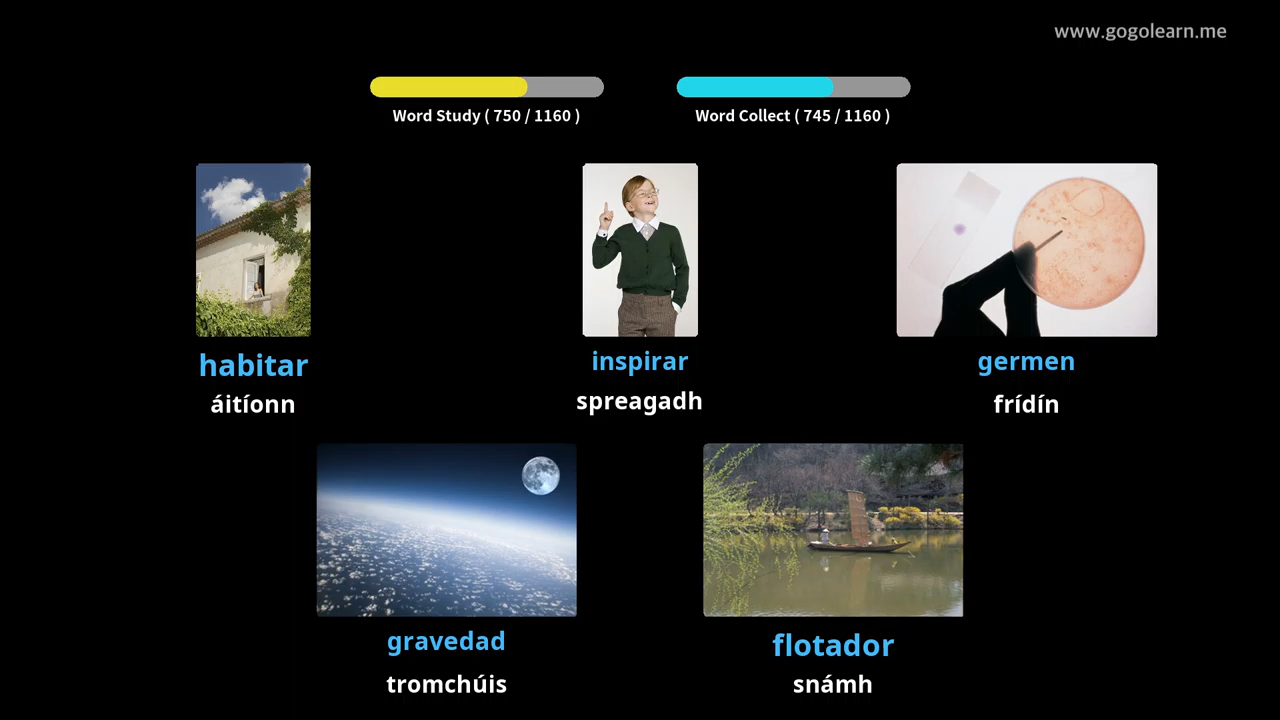 www.gogolearn.me
Word Study ( 750 / 1160 )
Word Collect ( 745 / 1160 )
habitar
áitíonn
inspirar
spreagadh
germen
frídín
gravedad
tromchúis
flotador
snámh